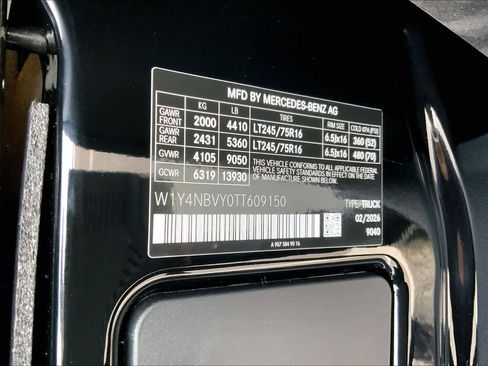 MFD BY MERCEDES-BENZ AG
KG LB TIRES RIM SIZE COLD KPA (PSI)
GAWR FRONT 2000 4410 LT245/75R16 6.5Jx16 360 (52)
GAWR REAR 2431 5360 LT245/75R16 6.5Jx16 480 (70)
GVWR 4105 9050
GCWR 6319 13930
THIS VEHICLE CONFORMS TO ALL APPLICABLE
FEDERAL MOTOR VEHICLE SAFETY STANDARDS
IN EFFECT ON THE DATE OF MANUFACTURE
SHOWN ABOVE.
W1Y4NBVY0TT609150
TYPE: TRUCK
02/2026
9040
A 907 584 90 16